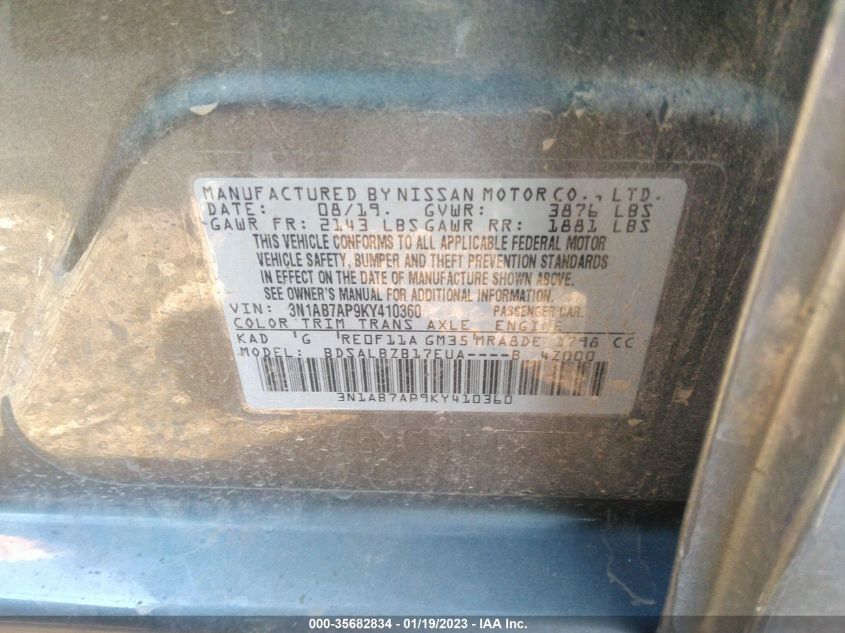 MANUFACTURED BY NISSAN MOTOR CO., LTD.
DATE: 08/19. GVWR: 3876 LBS
GAWR FR: 2143 LBS GAWR RR: 1881 LBS
THIS VEHICLE CONFORMS TO ALL APPLICABLE FEDERAL MOTOR
VEHICLE SAFETY, BUMPER AND THEFT PREVENTION STANDARDS
IN EFFECT ON THE DATE OF MANUFACTURE SHOWN ABOVE.
SEE OWNER'S MANUAL FOR ADDITIONAL INFORMATION.
VIN: 3N1AB7AP9KY410360 PASSENGER CAR.
COLOR TRIM TRANS AXLE ENGINE
KAD G RE0F11A GM35 MRA8DE 1798 CC
MODEL: BDSALBZB17EUA----B 4Z000
3N1AB7AP9KY410360
000-35682834 - 01/19/2023 - © IAA Inc.